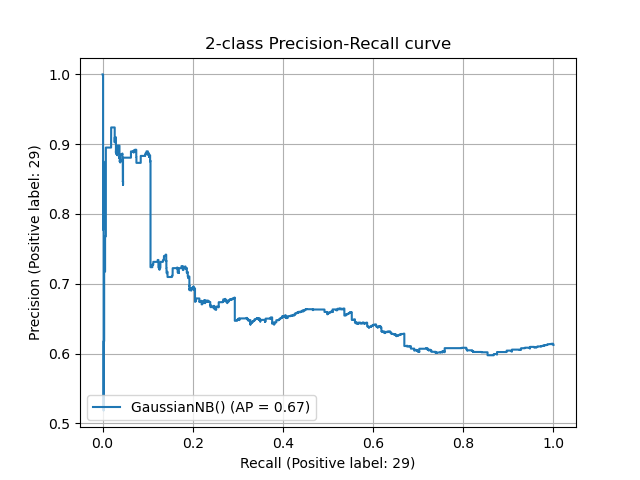 2-class Precision-Recall curve
Precision (Positive label: 29)
1.0
0.9
0.8
0.7
0.6
0.5
GaussianNB() (AP = 0.67)
0.0 0.2 0.4 0.6 0.8 1.0
Recall (Positive label: 29)